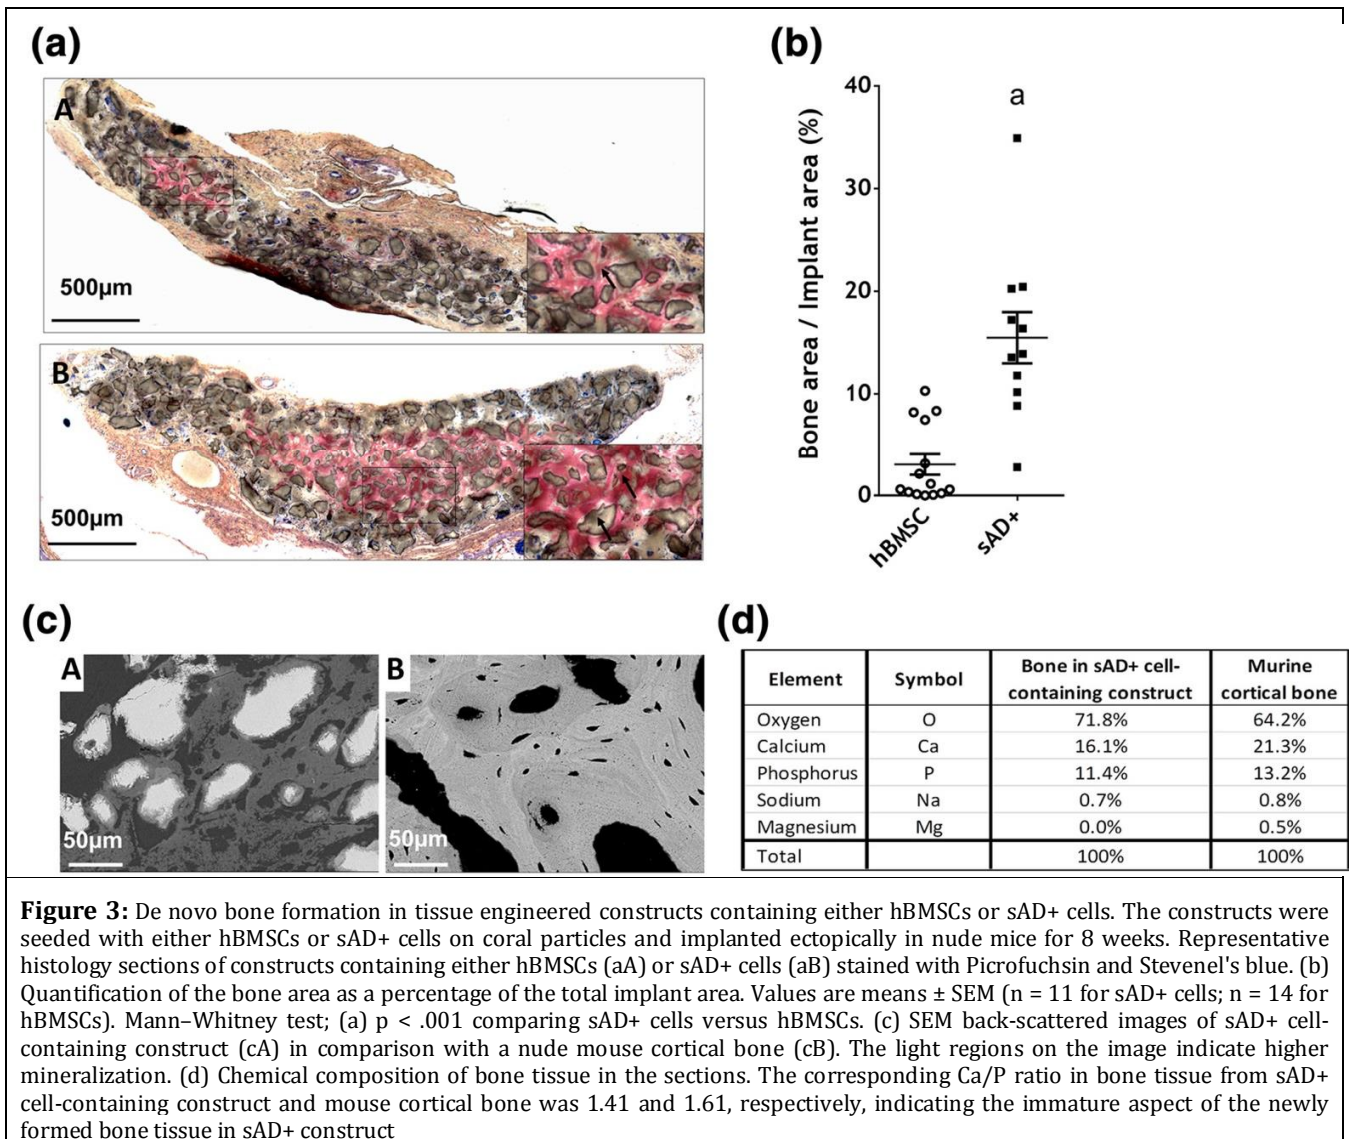 (a)
A
500µm
B
500µm
(b)
a
Bone area / Implant area (%)
40
30
20
10
0
hBMSC
sAD+
(c)
A
50µm
B
50µm
(d)
Element Symbol Bone in sAD+ cell-containing construct Murine cortical bone
Oxygen O 71.8% 64.2%
Calcium Ca 16.1% 21.3%
Phosphorus P 11.4% 13.2%
Sodium Na 0.7% 0.8%
Magnesium Mg 0.0% 0.5%
Total 100% 100%
Figure 3: De novo bone formation in tissue engineered constructs containing either hBMSCs or sAD+ cells. The constructs were
seeded with either hBMSCs or sAD+ cells on coral particles and implanted ectopically in nude mice for 8 weeks. Representative
histology sections of constructs containing either hBMSCs (aA) or sAD+ cells (aB) stained with Picrofuchsin and Stevenel's blue. (b)
Quantification of the bone area as a percentage of the total implant area. Values are means ± SEM (n = 11 for sAD+ cells; n = 14 for
hBMSCs). Mann–Whitney test; (a) p < .001 comparing sAD+ cells versus hBMSCs. (c) SEM back-scattered images of sAD+ cell-
containing construct (cA) in comparison with a nude mouse cortical bone (cB). The light regions on the image indicate higher
mineralization. (d) Chemical composition of bone tissue in the sections. The corresponding Ca/P ratio in bone tissue from sAD+
cell-containing construct and mouse cortical bone was 1.41 and 1.61, respectively, indicating the immature aspect of the newly
formed bone tissue in sAD+ construct